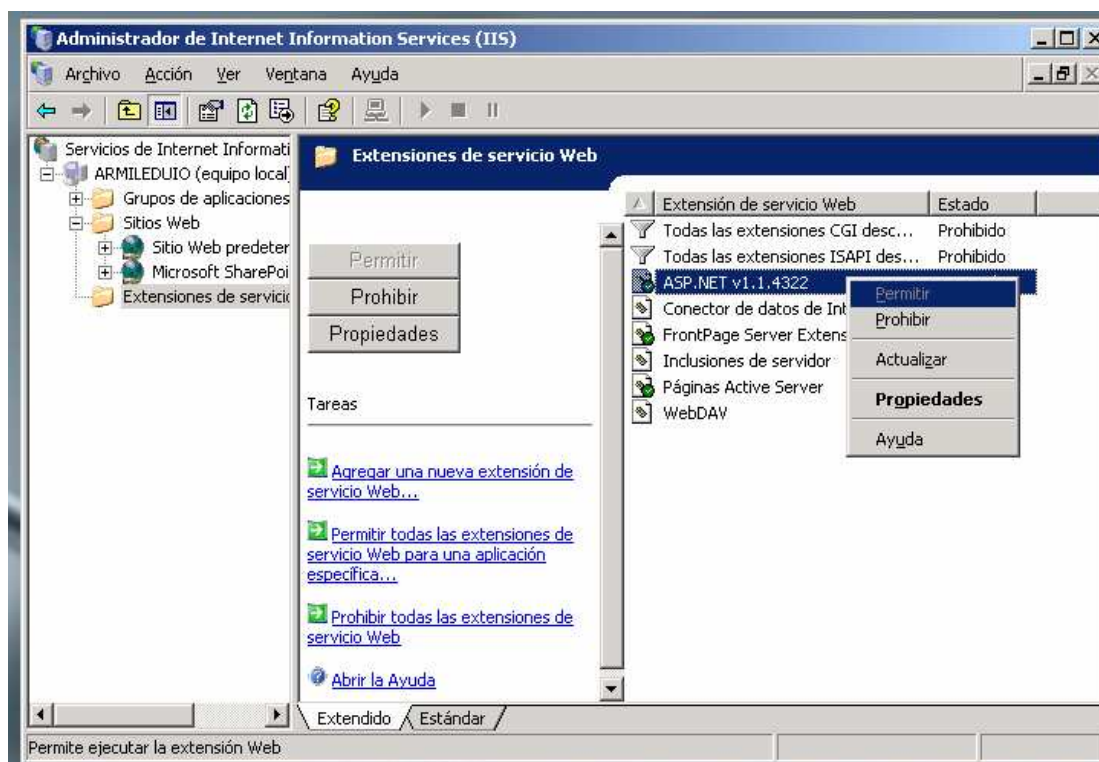 Administrador de Internet Information Services (IIS)
Archivo Acción Ver Ventana Ayuda
Servicios de Internet Informati
ARMILEDUIO (equipo local)
Grupos de aplicaciones
Sitios Web
Sitio Web predeter
Microsoft SharePoi
Extensiones de servici
Extensiones de servicio Web
Permitir
Prohibir
Propiedades
Tareas
Agregar una nueva extensión de
servicio Web...
Permitir todas las extensiones de
servicio Web para una aplicación
específica...
Prohibir todas las extensiones de
servicio Web
Abrir la Ayuda
Extensión de servicio Web Estado
Todas las extensiones CGI desc... Prohibido
Todas las extensiones ISAPI des... Prohibido
ASP.NET v1.1.4322
Conector de datos de Int
FrontPage Server Extens
Inclusiones de servidor
Páginas Active Server
WebDAV
Permitir
Prohibir
Actualizar
Propiedades
Ayuda
Extendido Estándar
Permite ejecutar la extensión Web